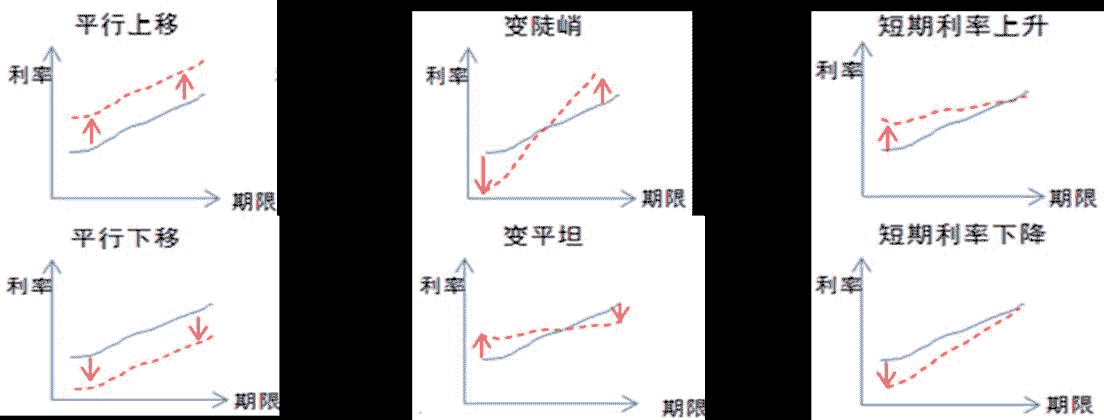 平行上移
利率
期限
变陡峭
利率
期限
短期利率上升
利率
期限
平行下移
利率
期限
变平坦
利率
期限
短期利率下降
利率
期限